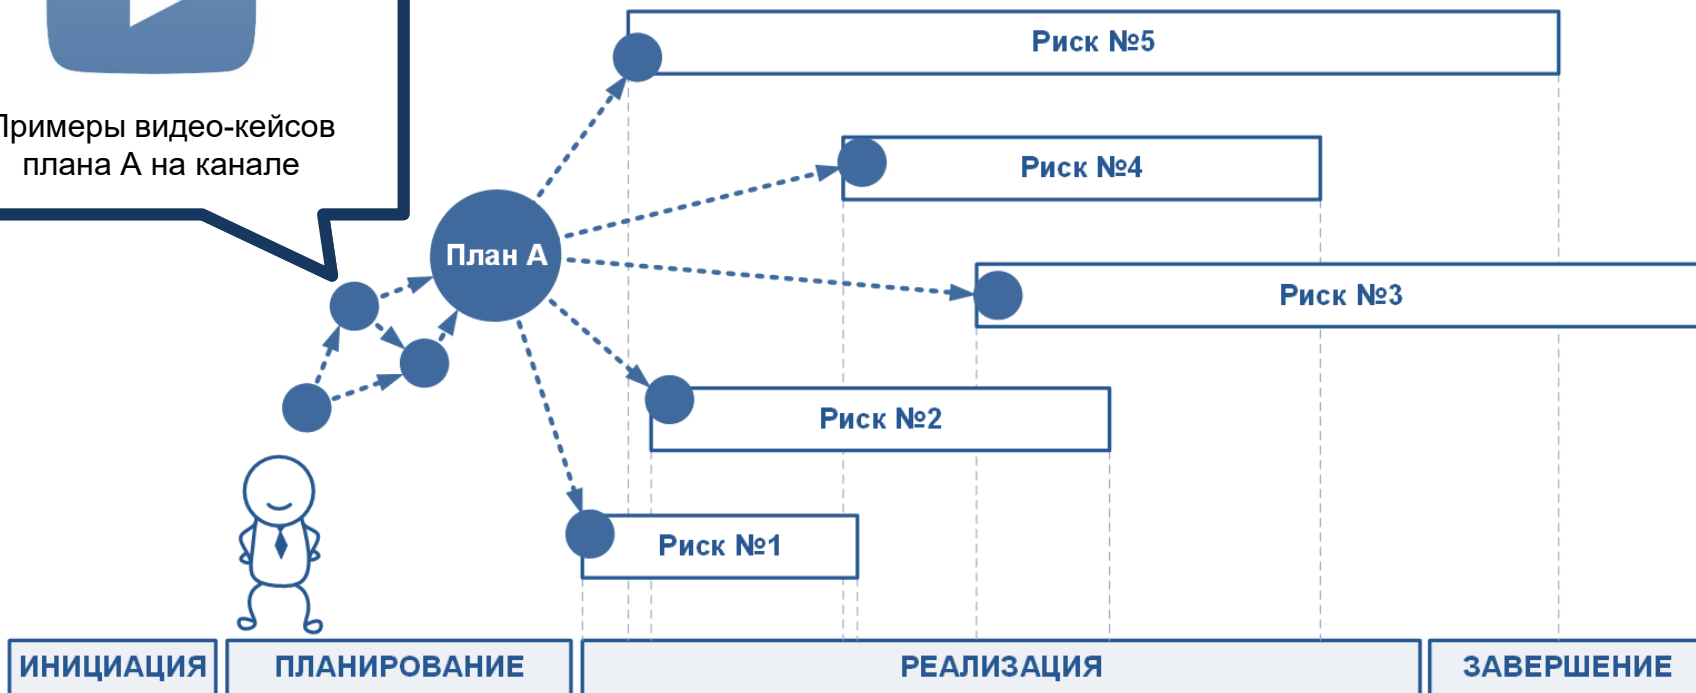 Риск №5
Примеры видео-кейсов
плана А на канале
Риск №4
План А
Риск №3
Риск №2
Риск №1
ИНИЦИАЦИЯ
ПЛАНИРОВАНИЕ
РЕАЛИЗАЦИЯ
ЗАВЕРШЕНИЕ